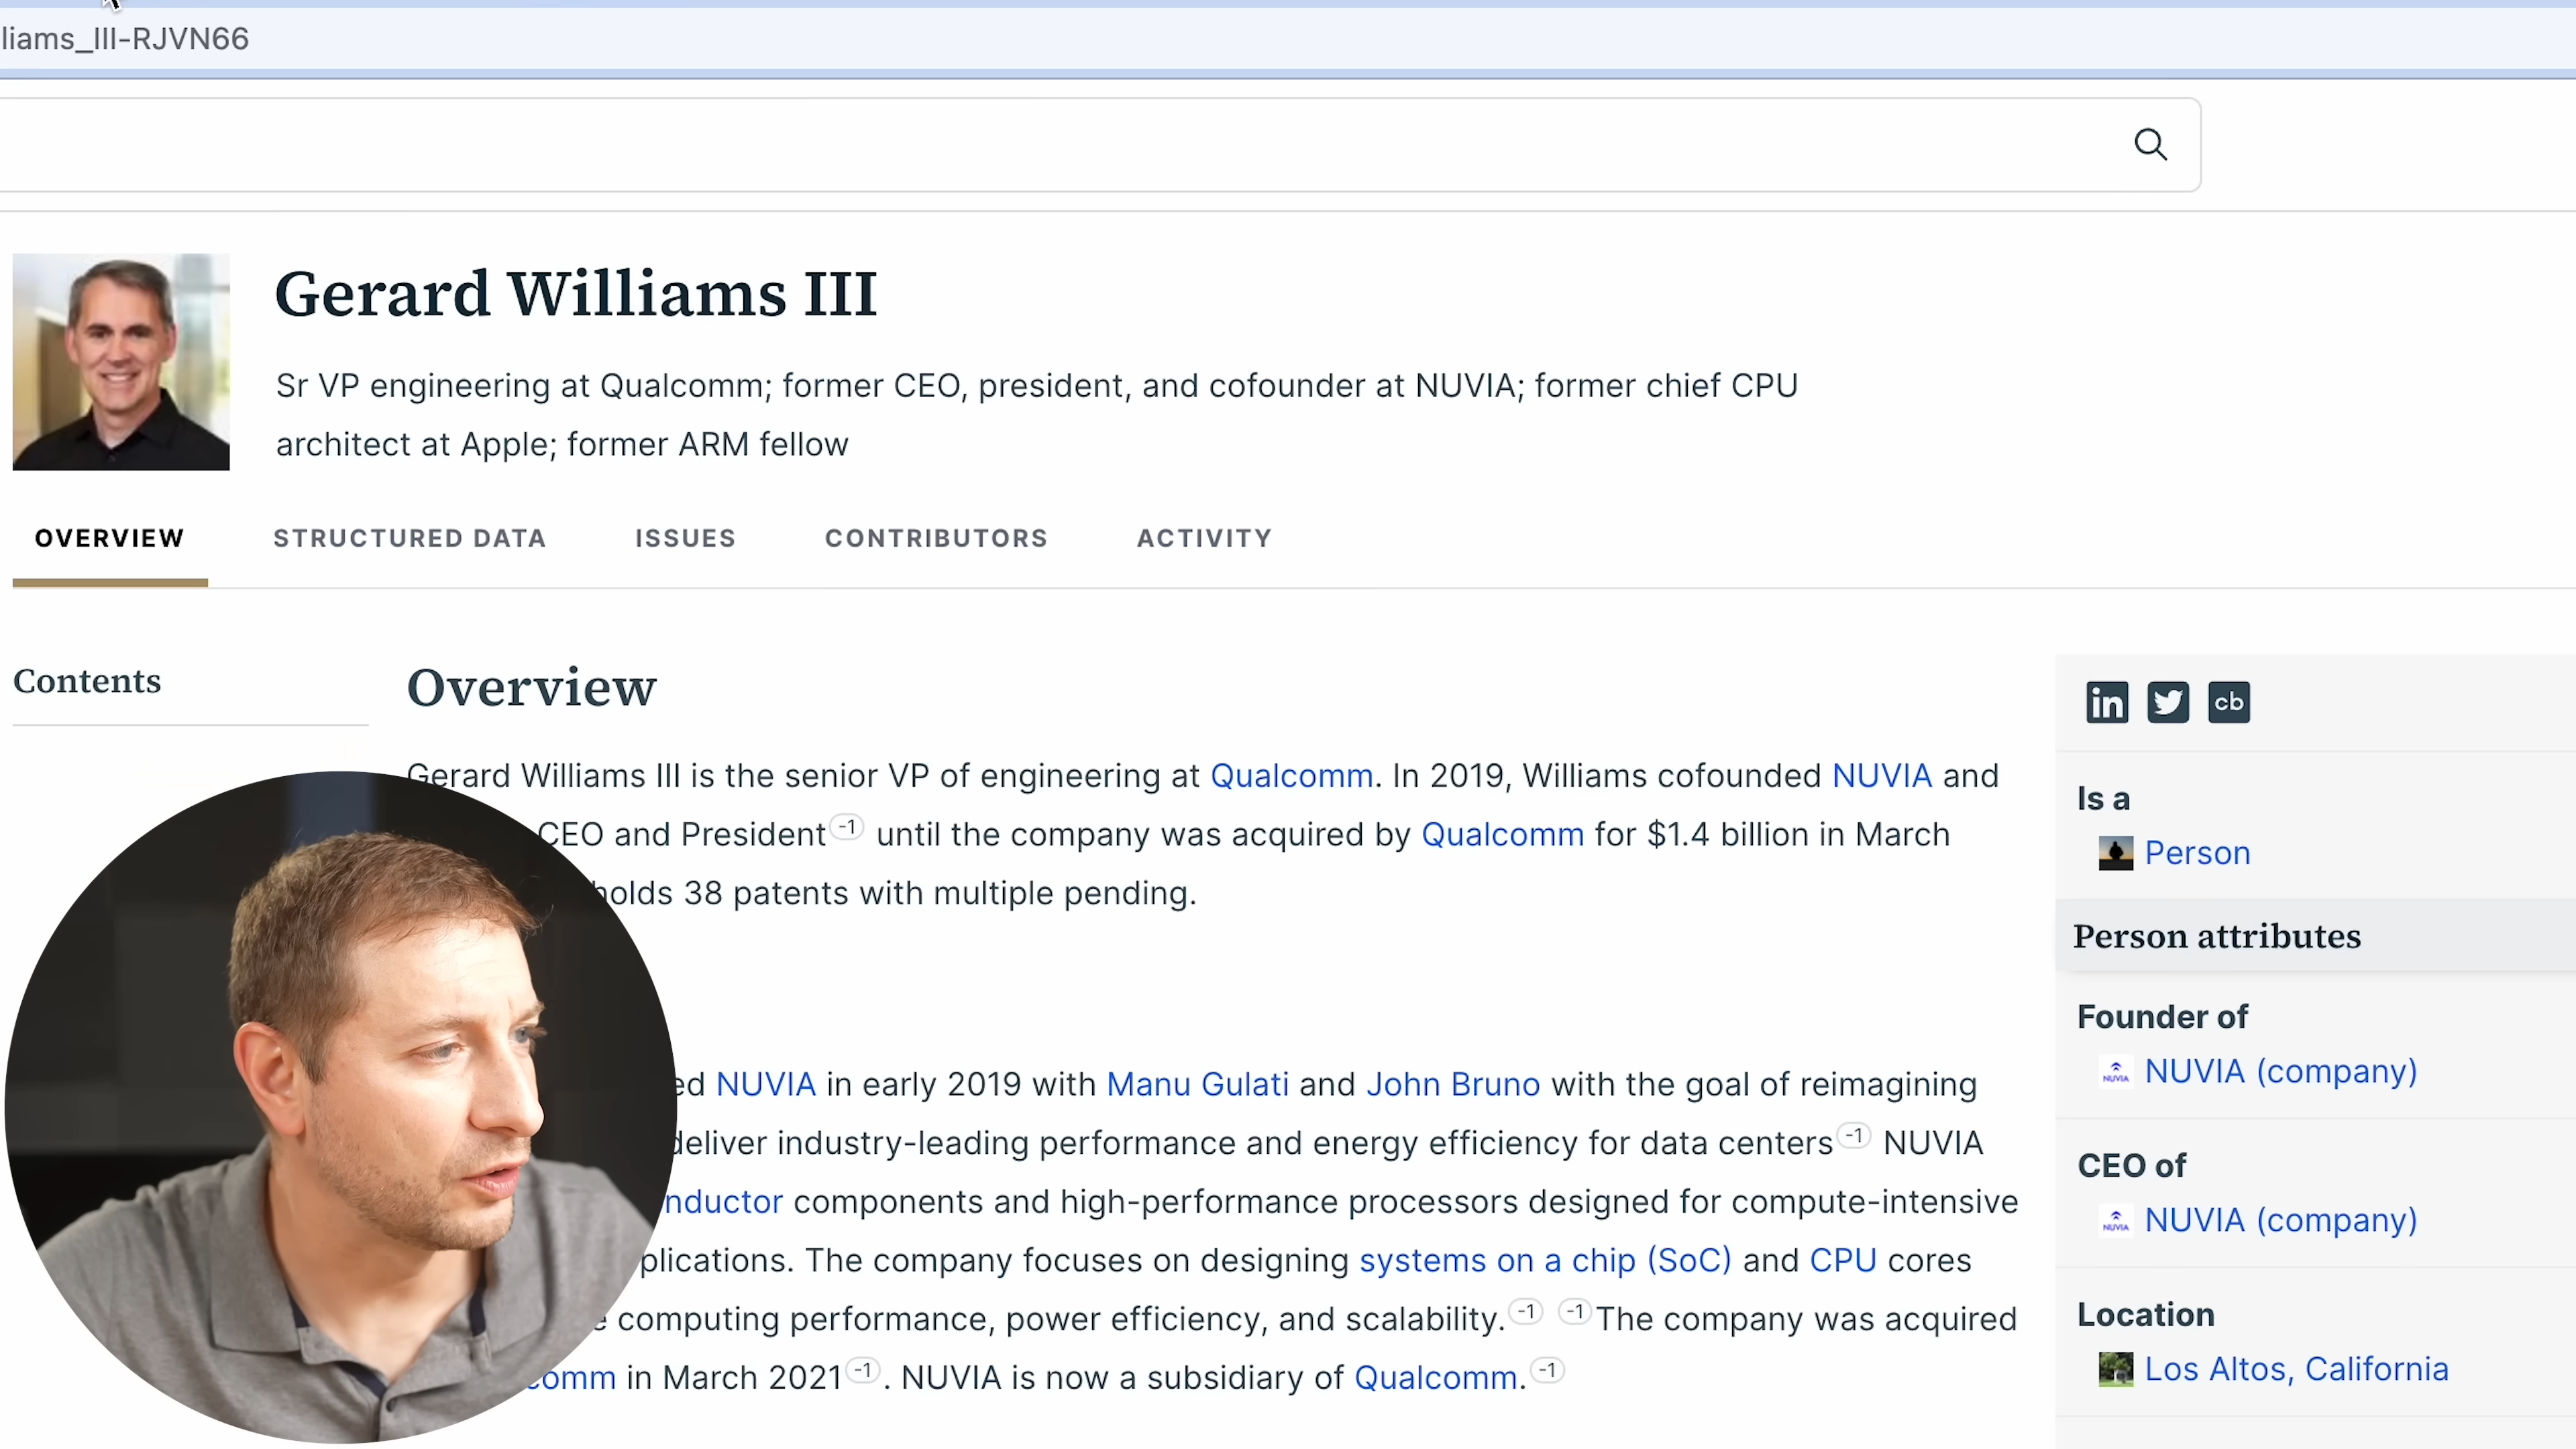 liams_III-RJVN66
Gerard Williams III
Sr VP engineering at Qualcomm; former CEO, president, and cofounder at NUVIA; former chief CPU
architect at Apple; former ARM fellow
OVERVIEW STRUCTURED DATA ISSUES CONTRIBUTORS ACTIVITY
Contents
Overview
Gerard Williams III is the senior VP of engineering at Qualcomm. In 2019, Williams cofounded NUVIA and
CEO and President -1 until the company was acquired by Qualcomm for $1.4 billion in March
holds 38 patents with multiple pending.
ed NUVIA in early 2019 with Manu Gulati and John Bruno with the goal of reimagining
deliver industry-leading performance and energy efficiency for data centers -1 NUVIA
nductor components and high-performance processors designed for compute-intensive
plications. The company focuses on designing systems on a chip (SoC) and CPU cores
computing performance, power efficiency, and scalability. -1 -1 The company was acquired
comm in March 2021 -1 . NUVIA is now a subsidiary of Qualcomm. -1
in cb
Is a
Person
Person attributes
Founder of
NUVIA NUVIA (company)
CEO of
NUVIA NUVIA (company)
Location
Los Altos, California